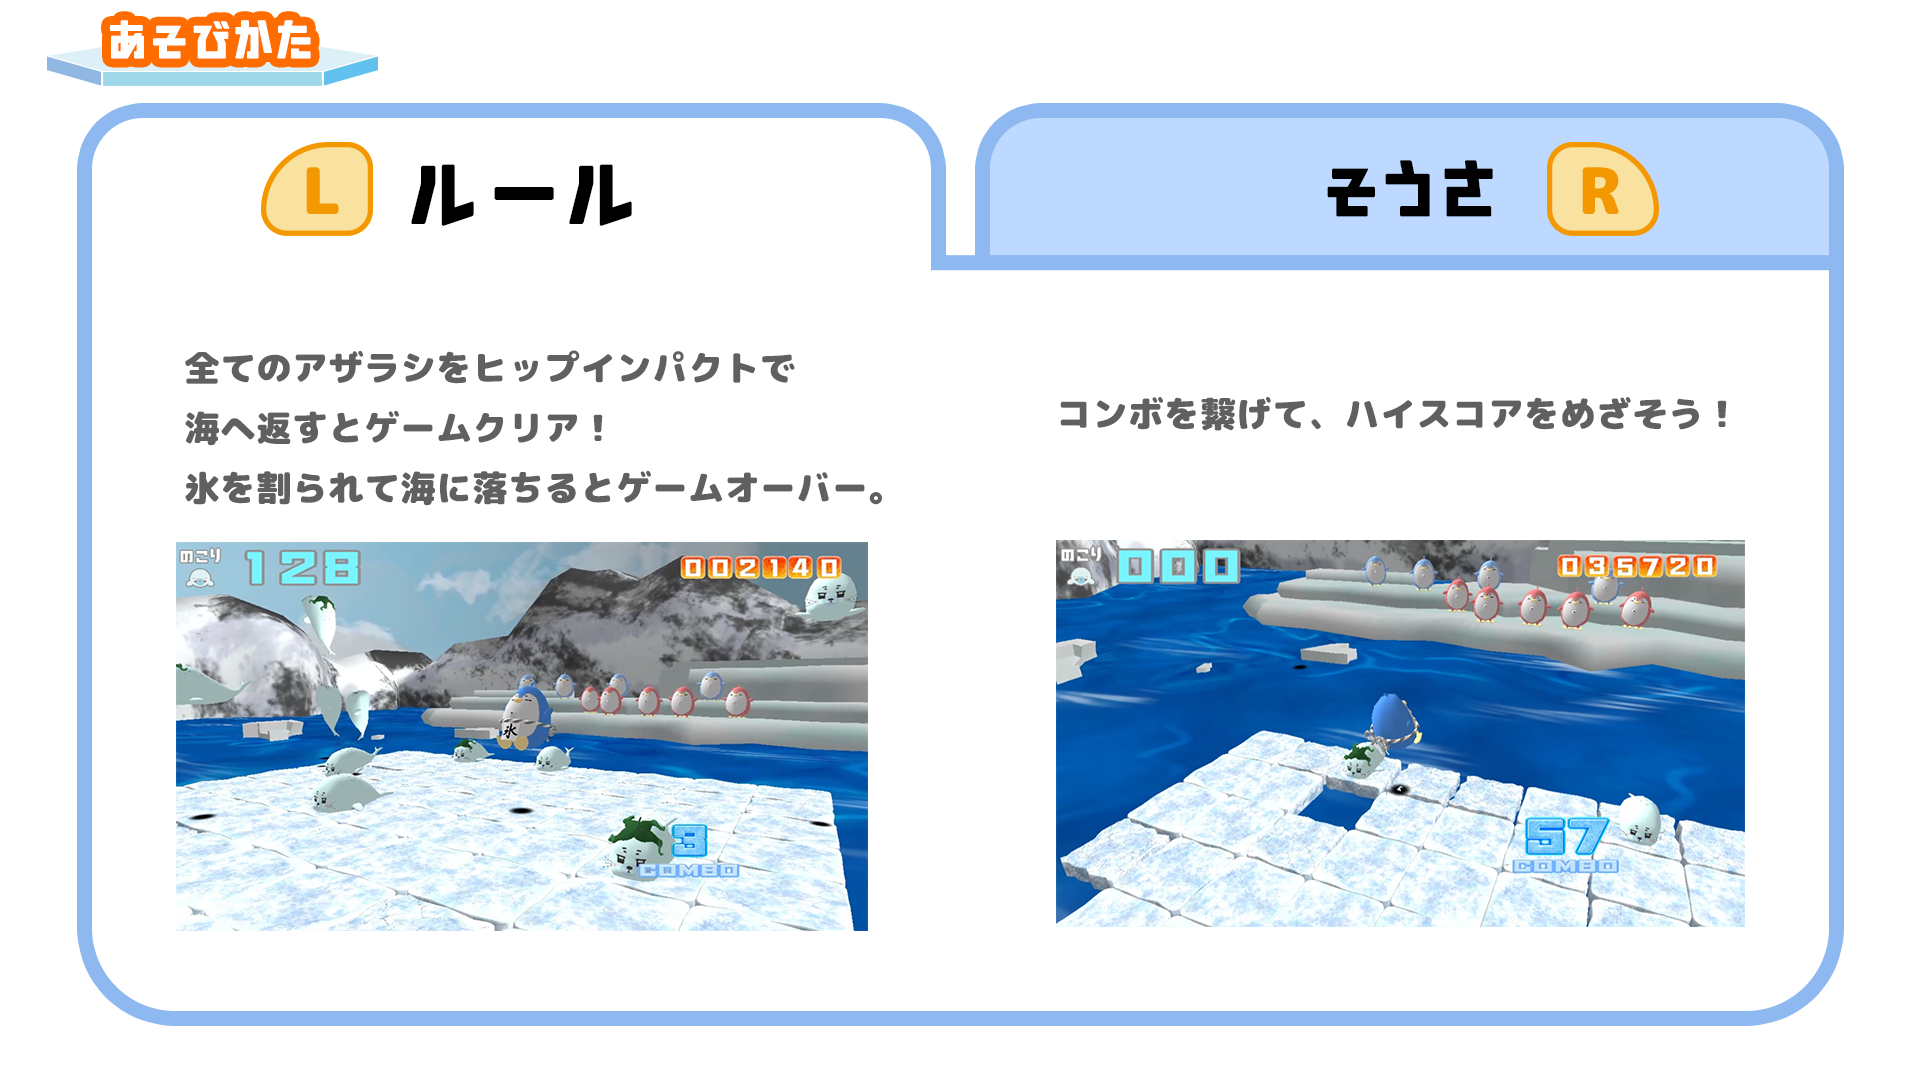 あそびかた
L ルール
そうさ R
全てのアザラシをヒップインパクトで
海へ返すとゲームクリア！
氷を割られて海に落ちるとゲームオーバー。
コンボを繋げて、ハイスコアをめざそう！
のこり 128
002140
氷
3
COMBO
のこり 000
035720
57
COMBO